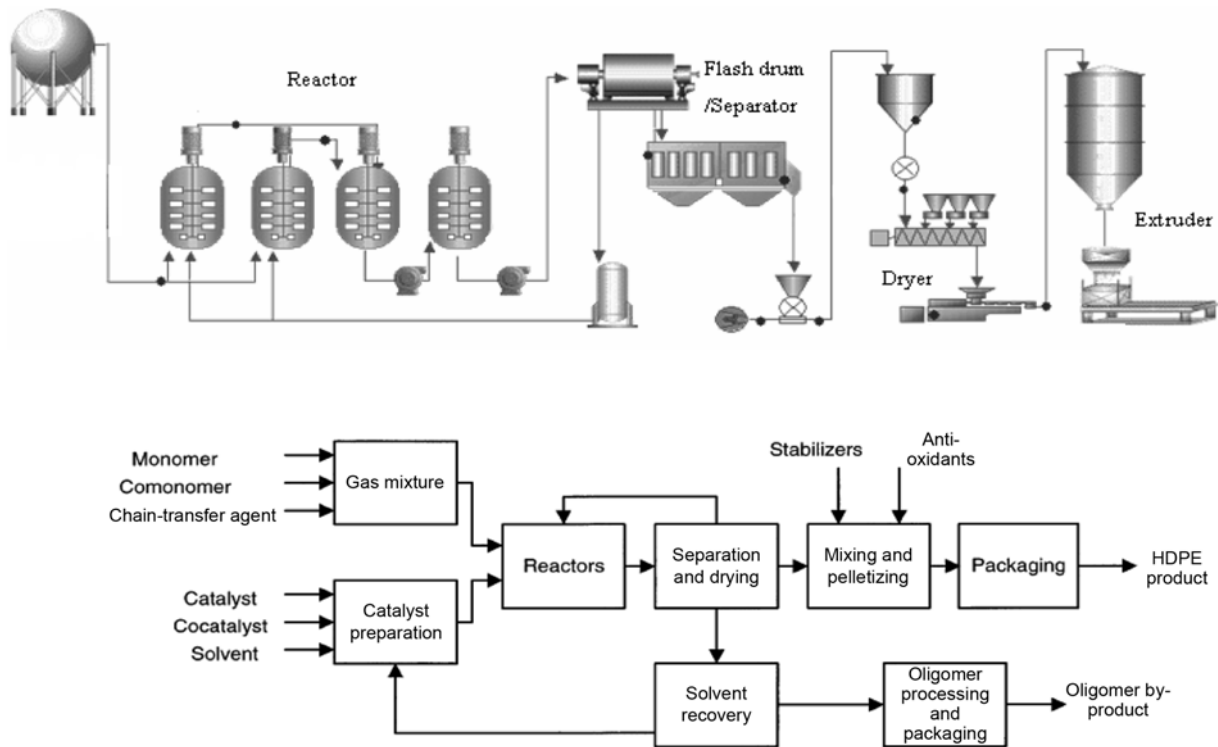 Reactor
Flash drum
/Separator
Extruder
Dryer
Monomer
Comonomer
Chain-transfer agent
Gas mixture
Catalyst
Cocatalyst
Solvent
Catalyst
preparation
Reactors
Separation
and drying
Stabilizers
Anti-
oxidants
Mixing and
pelletizing
Packaging
HDPE
product
Solvent
recovery
Oligomer
processing
and
packaging
Oligomer by-
product